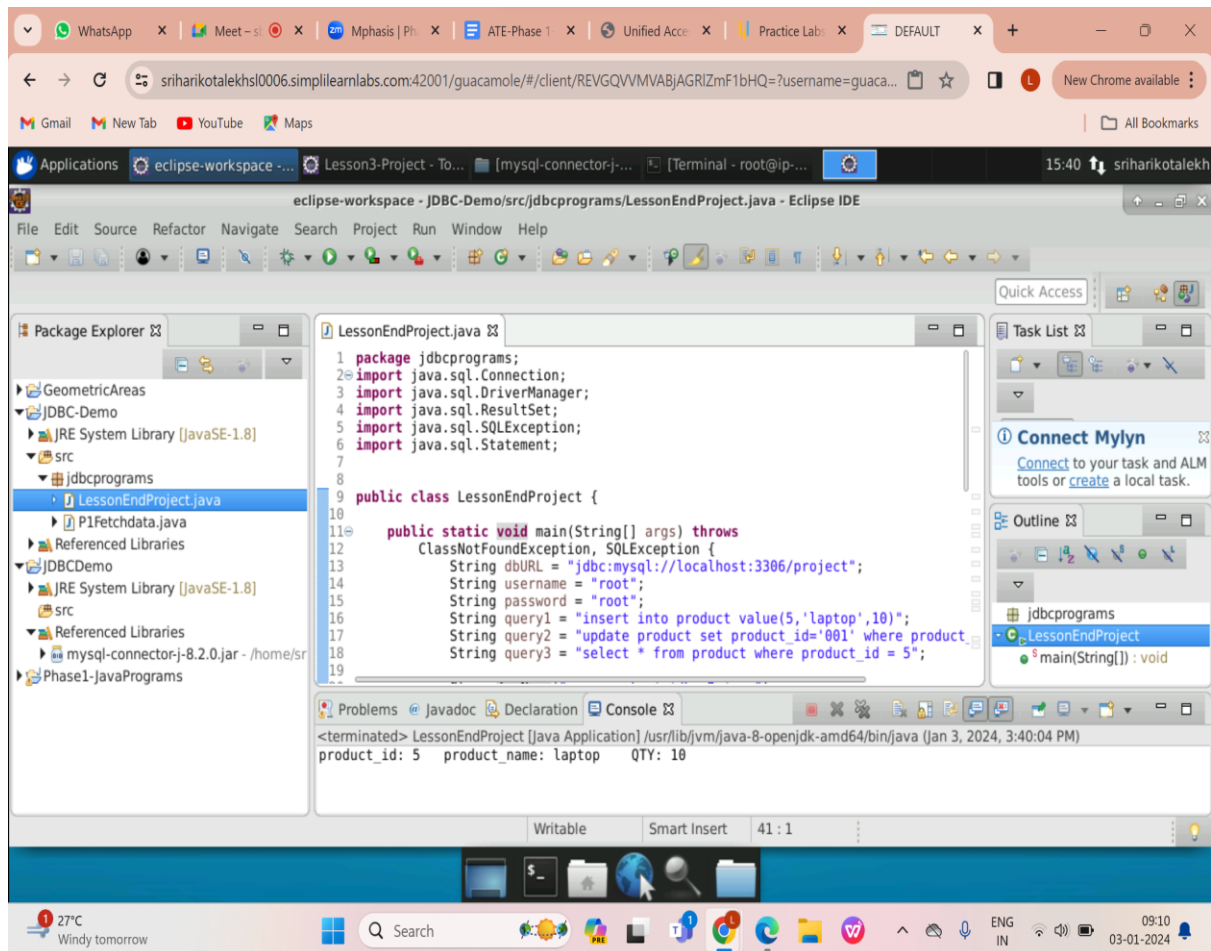 WhatsApp Meet – sl Mphasis | Ph ATE-Phase 1- Unified Acce Practice Lab DEFAULT
sriharikotalekhsl0006.simplilearnlabs.com:42001/guacamole/#/client/REVGQVVMVABjAGRlZmF1bHQ=?username=guaca... L New Chrome available
Gmail New Tab YouTube Maps All Bookmarks
Applications eclipse-workspace -... Lesson3-Project - To... [mysql-connector-j-... [Terminal - root@ip-... 15:40 sriharikotalekh
eclipse-workspace - JDBC-Demo/src/jdbcprograms/LessonEndProject.java - Eclipse IDE
File Edit Source Refactor Navigate Search Project Run Window Help
Quick Access
Package Explorer
GeometricAreas
JDBC-Demo
JRE System Library [JavaSE-1.8]
src
jdbcprograms
LessonEndProject.java
P1Fetchdata.java
Referenced Libraries
JDBCDemo
JRE System Library [JavaSE-1.8]
src
Referenced Libraries
mysql-connector-j-8.2.0.jar - /home/sr
Phase1-JavaPrograms
LessonEndProject.java
1 package jdbcprograms;
2 import java.sql.Connection;
3 import java.sql.DriverManager;
4 import java.sql.ResultSet;
5 import java.sql.SQLException;
6 import java.sql.Statement;
7
8
9 public class LessonEndProject {
10
11 public static void main(String[] args) throws
12 ClassNotFoundException, SQLException {
13 String dbURL = "jdbc:mysql://localhost:3306/project";
14 String username = "root";
15 String password = "root";
16 String query1 = "insert into product value(5,'laptop',10)";
17 String query2 = "update product set product_id='001' where product_
18 String query3 = "select * from product where product_id = 5";
19
Task List
Connect Mylyn
Connect to your task and ALM
tools or create a local task.
Outline
jdbcprograms
LessonEndProject
main(String[]) : void
Problems Javadoc Declaration Console
<terminated> LessonEndProject [Java Application] /usr/lib/jvm/java-8-openjdk-amd64/bin/java (Jan 3, 2024, 3:40:04 PM)
product_id: 5 product_name: laptop QTY: 10
Writable Smart Insert 41 : 1
1 27°C
Windy tomorrow
Search
PRE
ENG
IN
09:10
03-01-2024